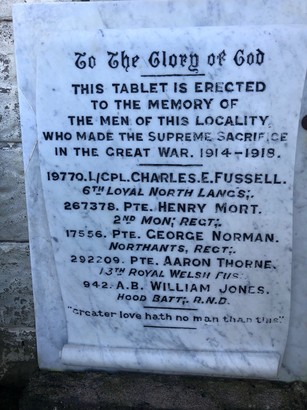 To The Glory of God
THIS TABLET IS ERECTED
TO THE MEMORY OF
THE MEN OF THIS LOCALITY,
WHO MADE THE SUPREME SACRIFICE
IN THE GREAT WAR. 1914-1918.
19770. L/CPL. CHARLES. E. FUSSELL.
6TH LOYAL NORTH LANCS;.
267378. PTE. HENRY MORT.
2ND MON; REGT;.
17556. PTE. GEORGE NORMAN.
NORTHANTS, REGT;.
292209. PTE. AARON THORNE.
13TH ROYAL WELSH FUS.
942. A.B. WILLIAM JONES.
HOOD BATT;. R.N.D.
"Greater love hath no man than this"